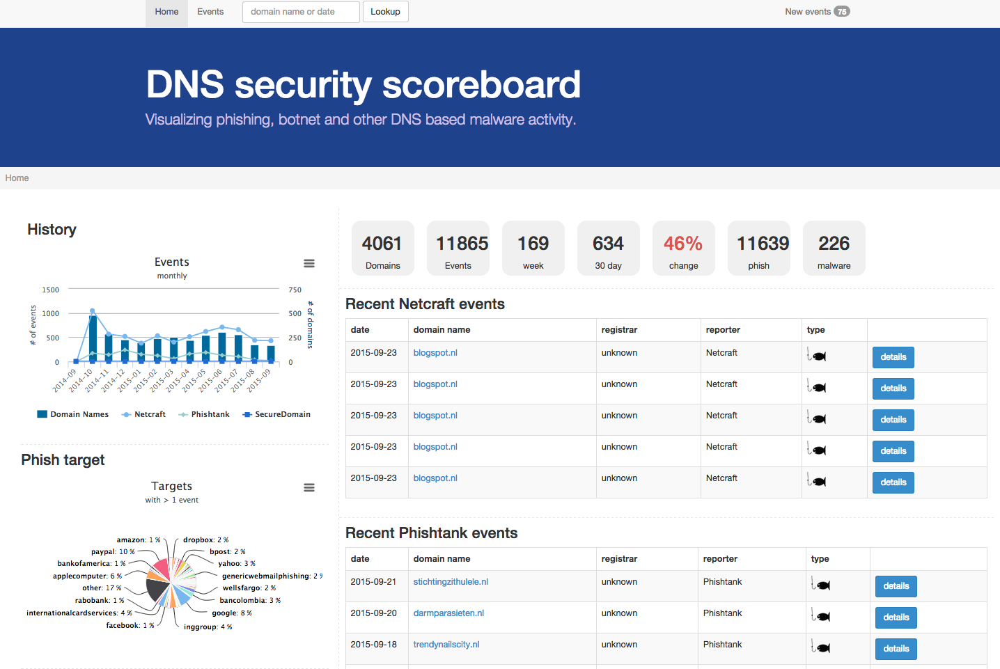 Home Events domain name or date Lookup New events 75
DNS security scoreboard
Visualizing phishing, botnet and other DNS based malware activity.
Home
History
Events
monthly
1500 750
1000 500
500 250
0 0
# of events
# of domains
2014-09 2014-10 2014-11 2014-12 2015-01 2015-02 2015-03 2015-04 2015-05 2015-06 2015-07 2015-08 2015-09
Domain Names Netcraft Phishtank SecureDomain
Phish target
Targets
with > 1 event
amazon: 1 % dropbox: 2 %
paypal: 10 % bpost: 2 %
bankofamerica: 1 % yahoo: 3 %
applecomputer: 6 % genericwebmailphishing: 2 %
other: 17 % wellsfargo: 2 %
rabobank: 1 % bancolombia: 3 %
internationalcardservices: 4 % google: 8 %
facebook: 1 % inggroup: 4 %
4061 11865 169 634 46% 11639 226
Domains Events week 30 day change phish malware
Recent Netcraft events
date domain name registrar reporter type
2015-09-23 blogspot.nl unknown Netcraft details
2015-09-23 blogspot.nl unknown Netcraft details
2015-09-23 blogspot.nl unknown Netcraft details
2015-09-23 blogspot.nl unknown Netcraft details
2015-09-23 blogspot.nl unknown Netcraft details
Recent Phishtank events
date domain name registrar reporter type
2015-09-21 stichtingzithulele.nl unknown Phishtank details
2015-09-20 darmparasieten.nl unknown Phishtank details
2015-09-18 trendynailscity.nl unknown Phishtank details